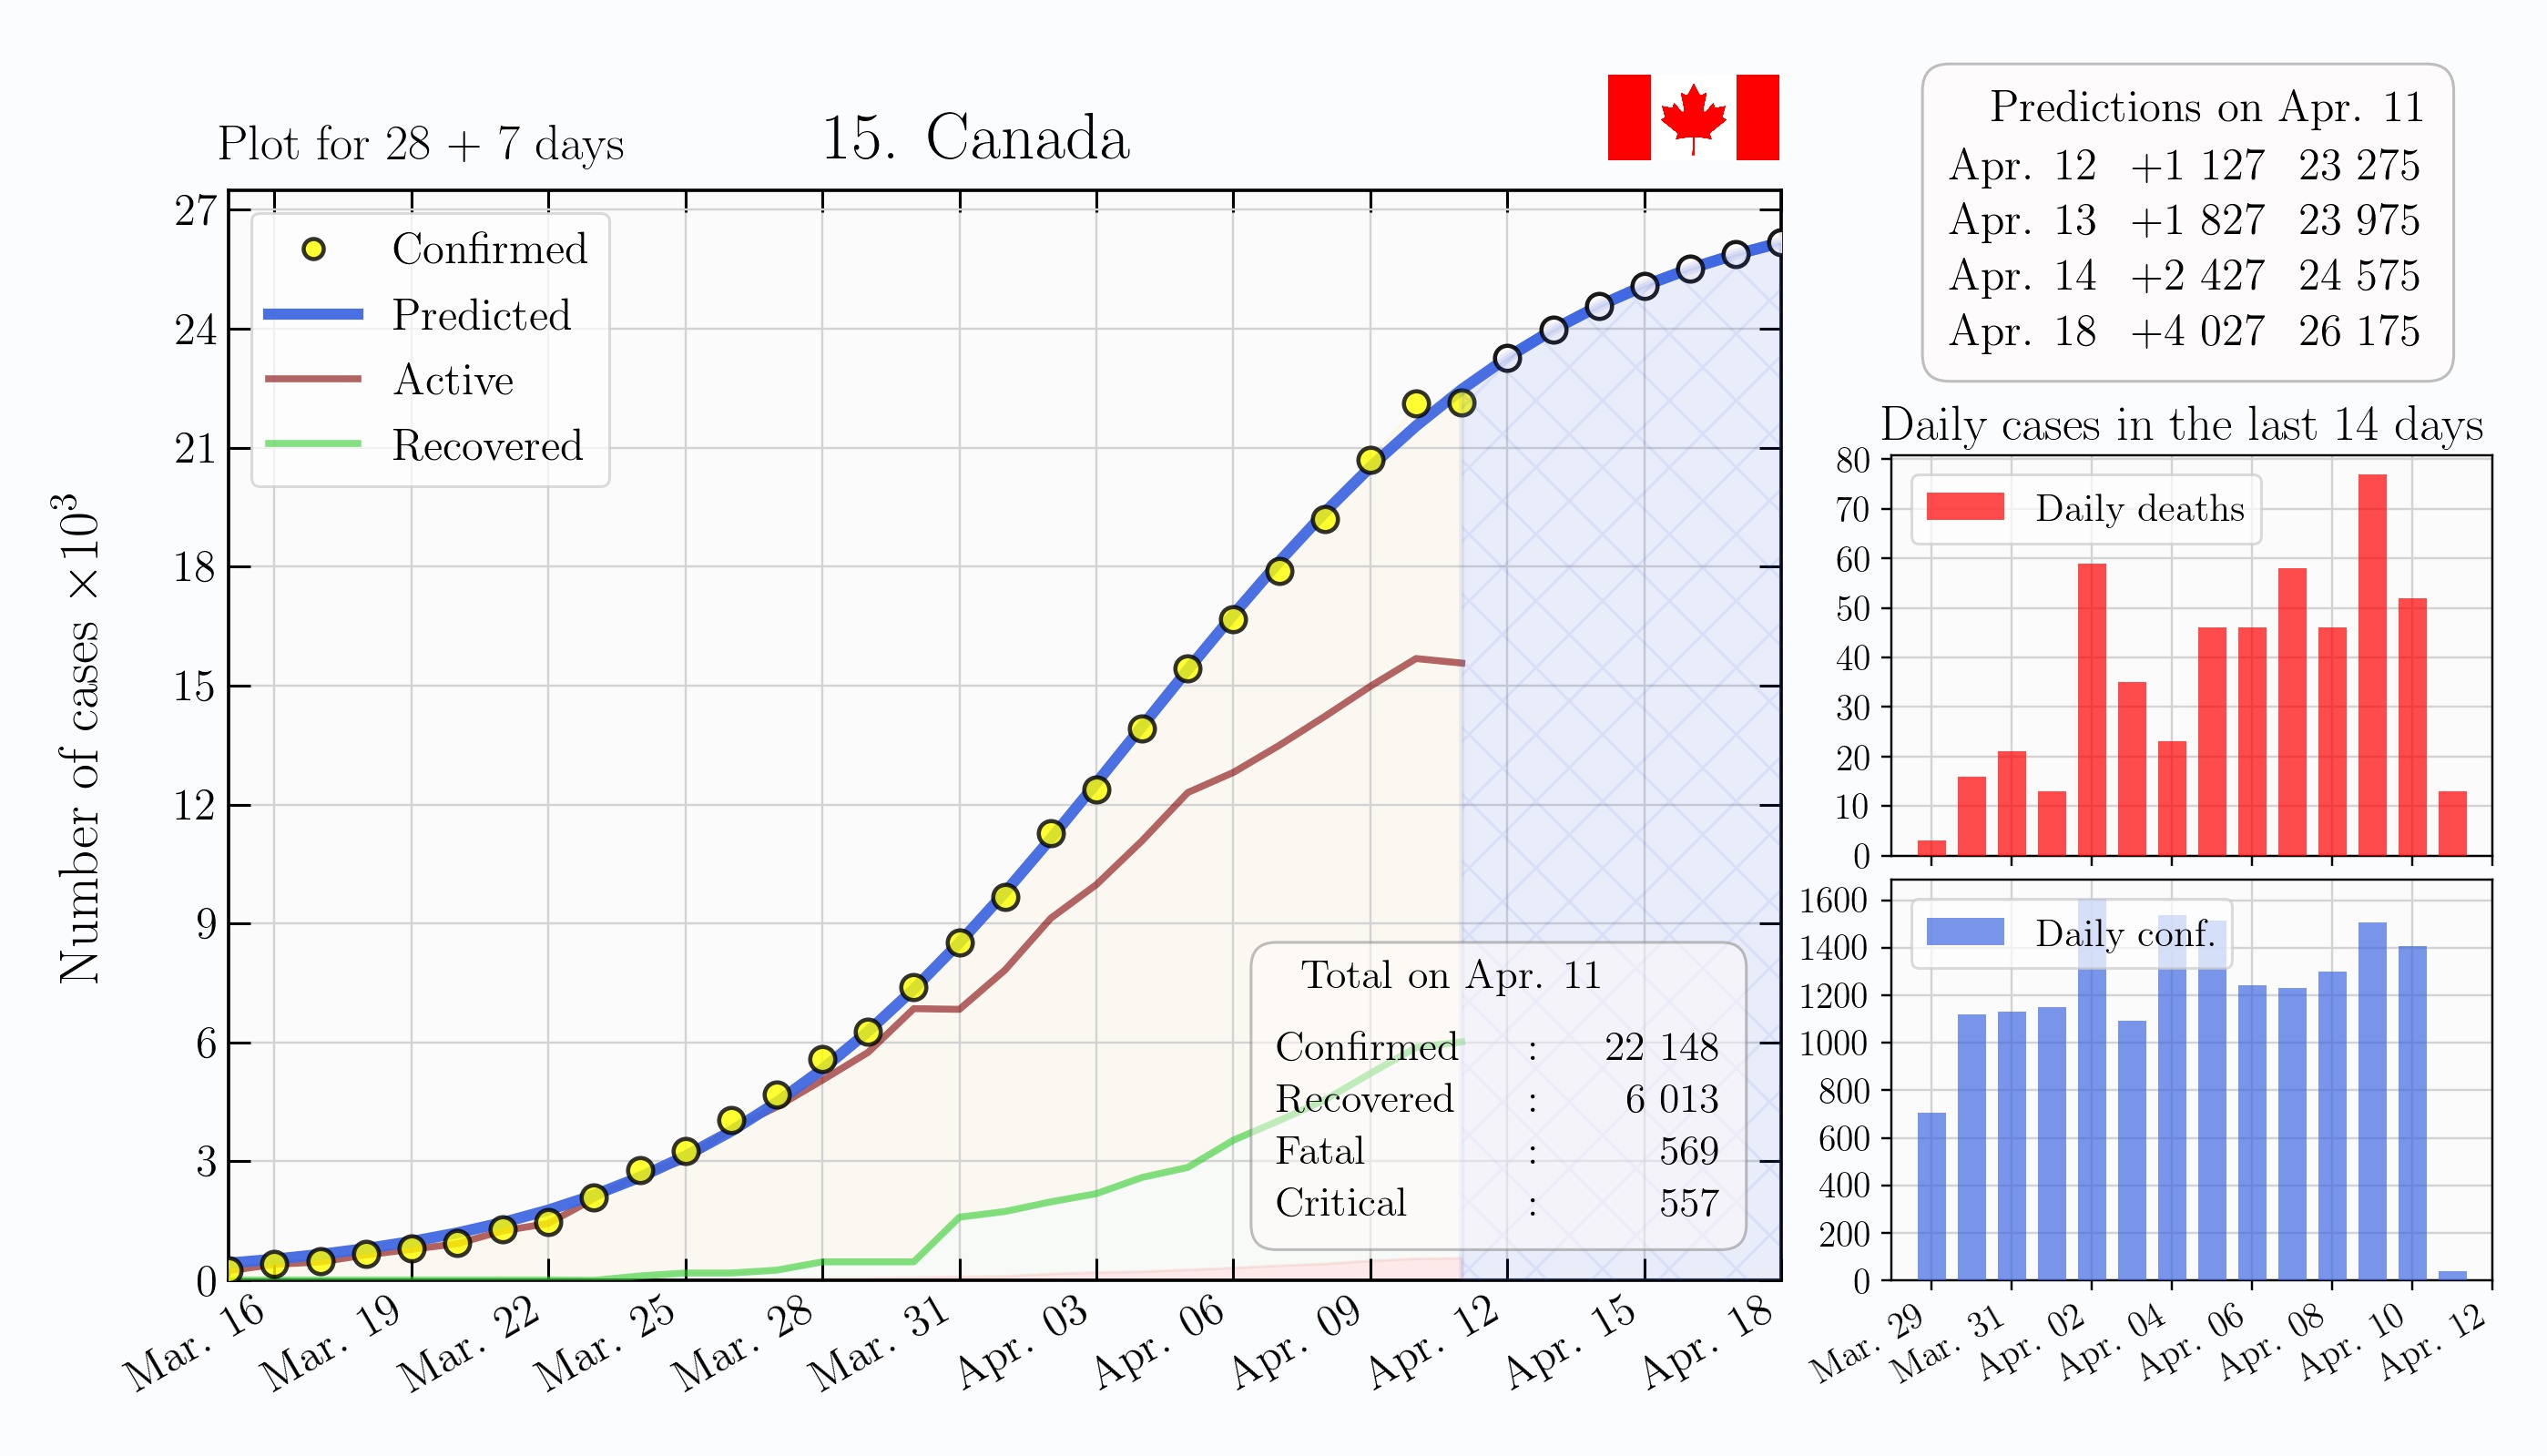 Plot for 28 + 7 days
15. Canada
Number of cases ×10³
27
24
21
18
15
12
9
6
3
0
Confirmed
Predicted
Active
Recovered
Total on Apr. 11
Confirmed : 22 148
Recovered : 6 013
Fatal : 569
Critical : 557
Mar. 16
Mar. 19
Mar. 22
Mar. 25
Mar. 28
Mar. 31
Apr. 03
Apr. 06
Apr. 09
Apr. 12
Apr. 15
Apr. 18
Predictions on Apr. 11
Apr. 12 +1 127 23 275
Apr. 13 +1 827 23 975
Apr. 14 +2 427 24 575
Apr. 18 +4 027 26 175
Daily cases in the last 14 days
80
70
60
50
40
30
20
10
0
Daily deaths
1600
1400
1200
1000
800
600
400
200
0
Daily conf.
Mar. 29
Mar. 31
Apr. 02
Apr. 04
Apr. 06
Apr. 08
Apr. 10
Apr. 12